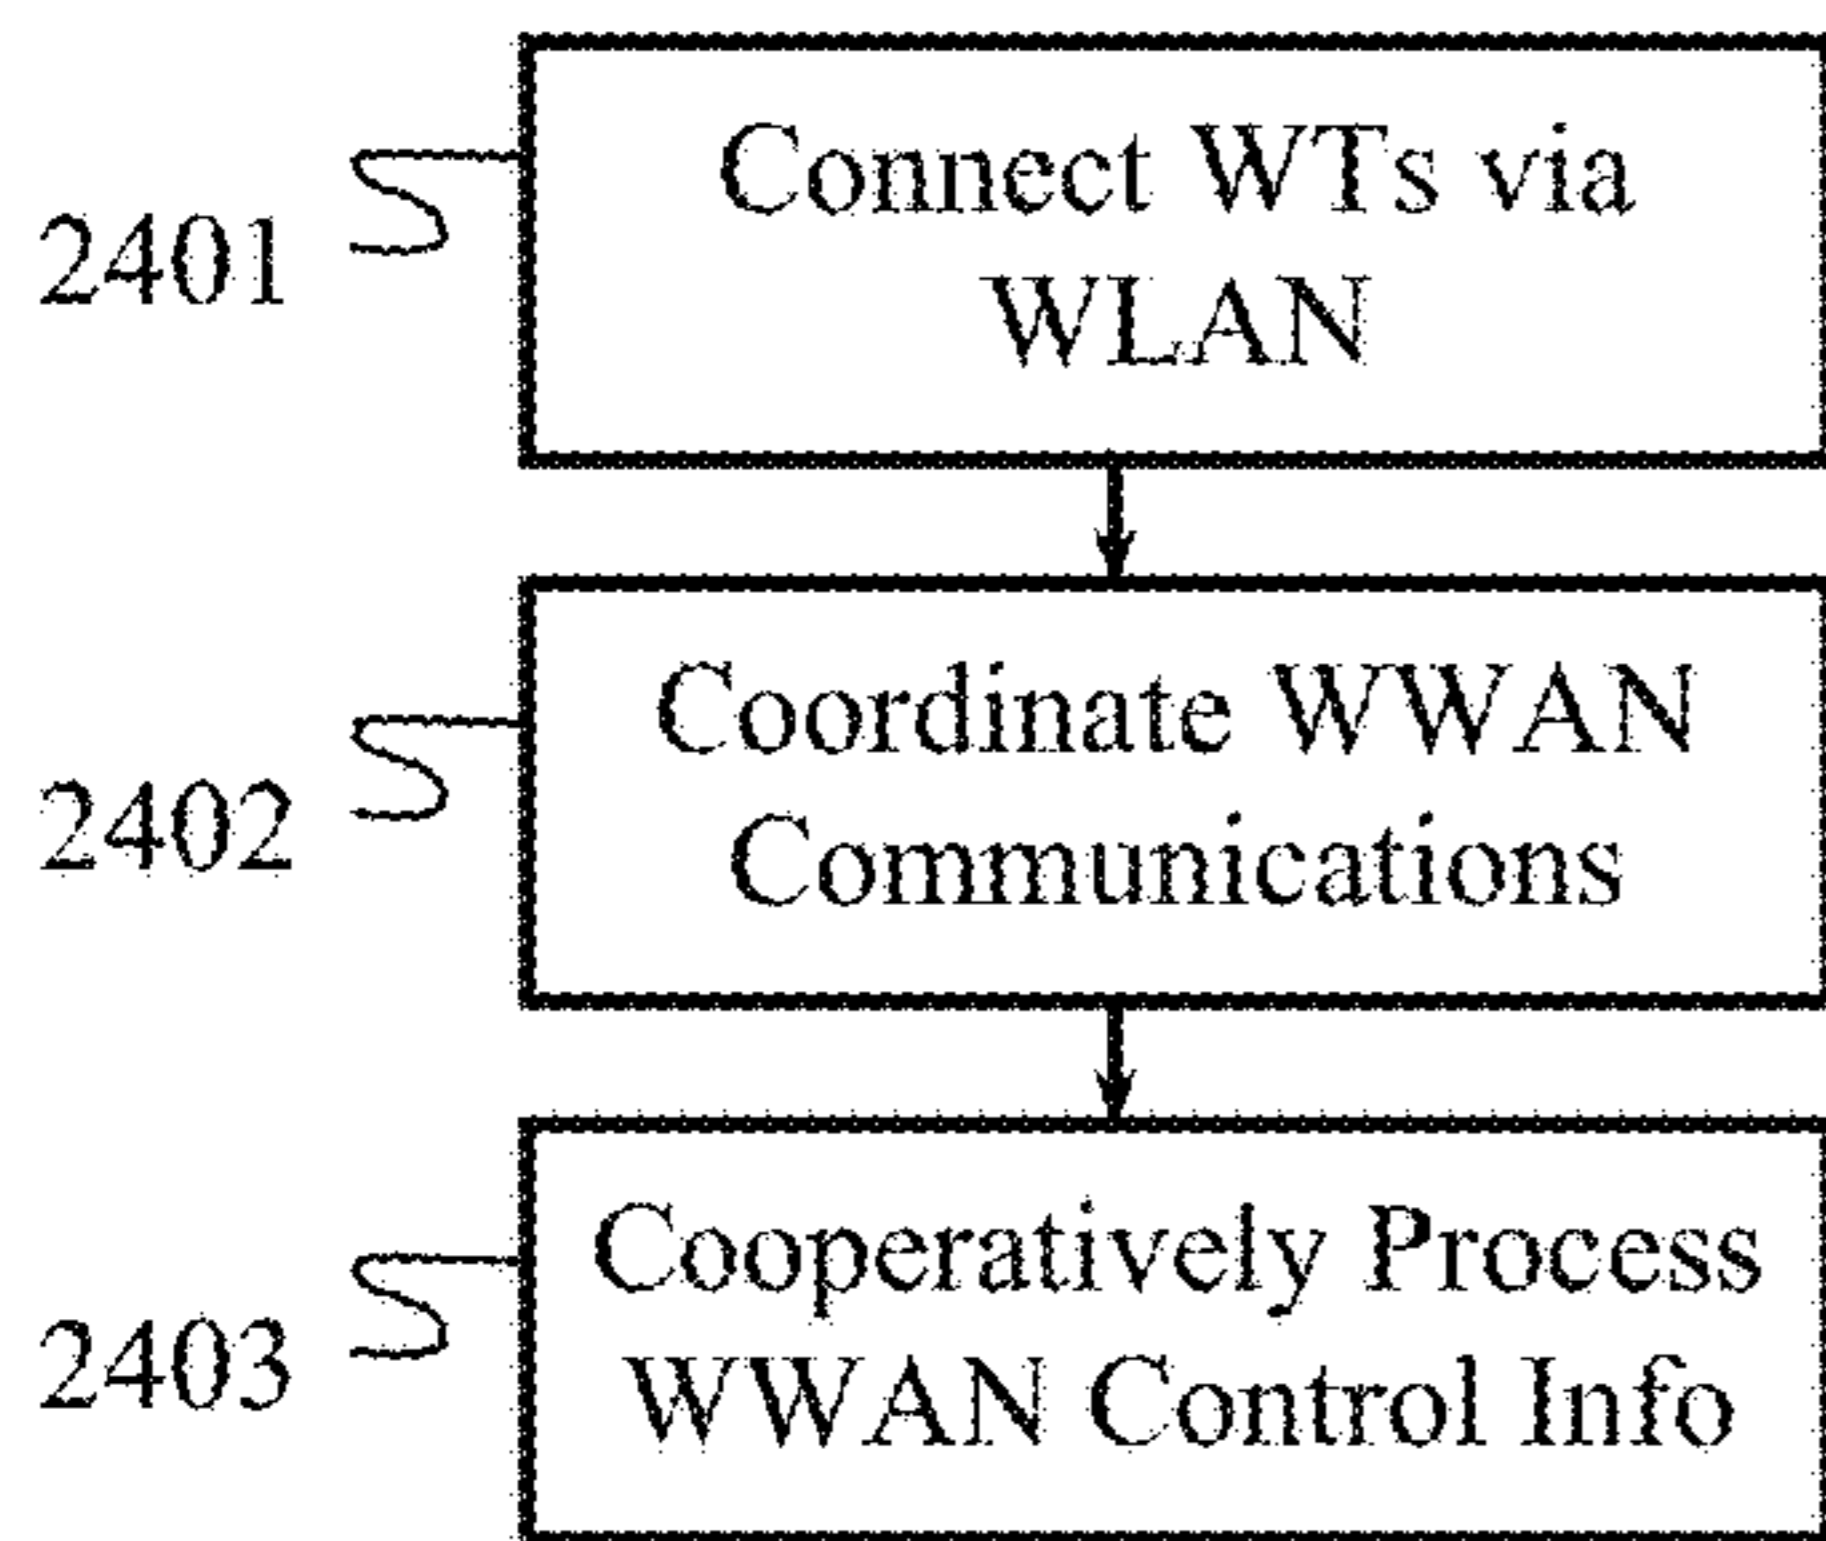 Connect WTs via
WLAN
2401
Coordinate WWAN
Communications
2402
Cooperatively Process
WWAN Control Info
2403